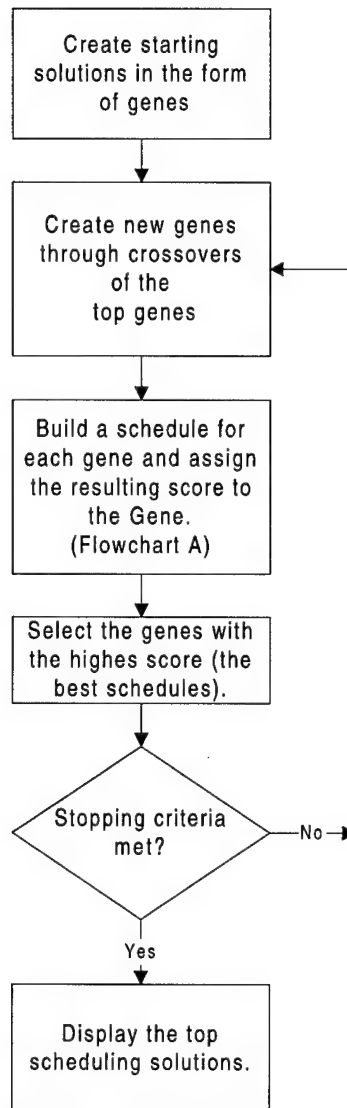 Create starting
solutions in the form
of genes
Create new genes
through crossovers
of the
top genes
Build a schedule for
each gene and assign
the resulting score to
the Gene.
(Flowchart A)
Select the genes with
the highes score (the
best schedules).
Stopping criteria
met?
No
Yes
Display the top
scheduling solutions.